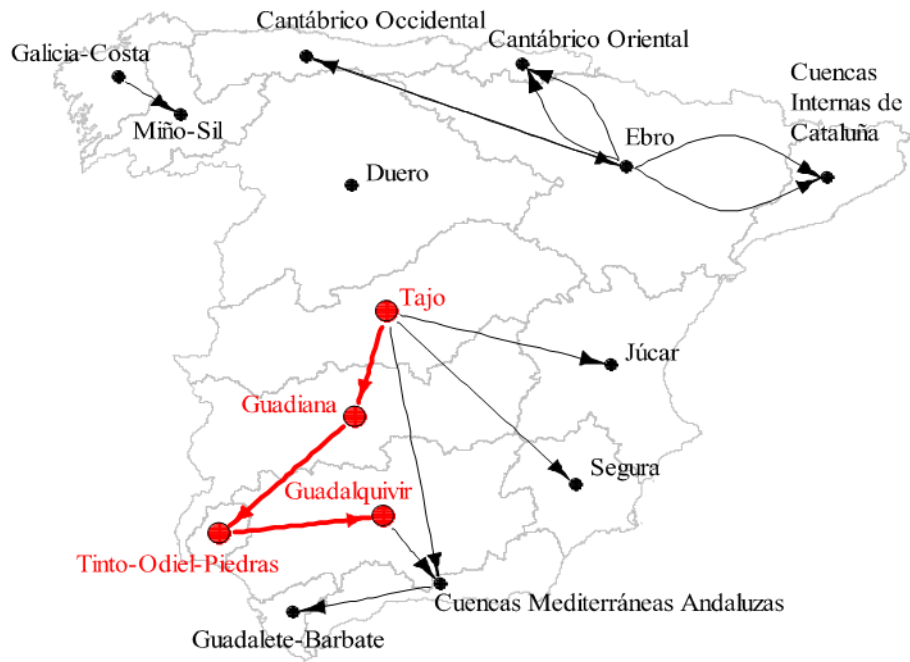 Cantábrico Occidental
Cantábrico Oriental
Galicia-Costa
Cuencas
Internas de
Cataluña
Miño-Sil
Ebro
Duero
Tajo
Júcar
Guadiana
Segura
Guadalquivir
Tinto-Odiel-Piedras
Cuencas Mediterráneas Andaluzas
Guadalete-Barbate